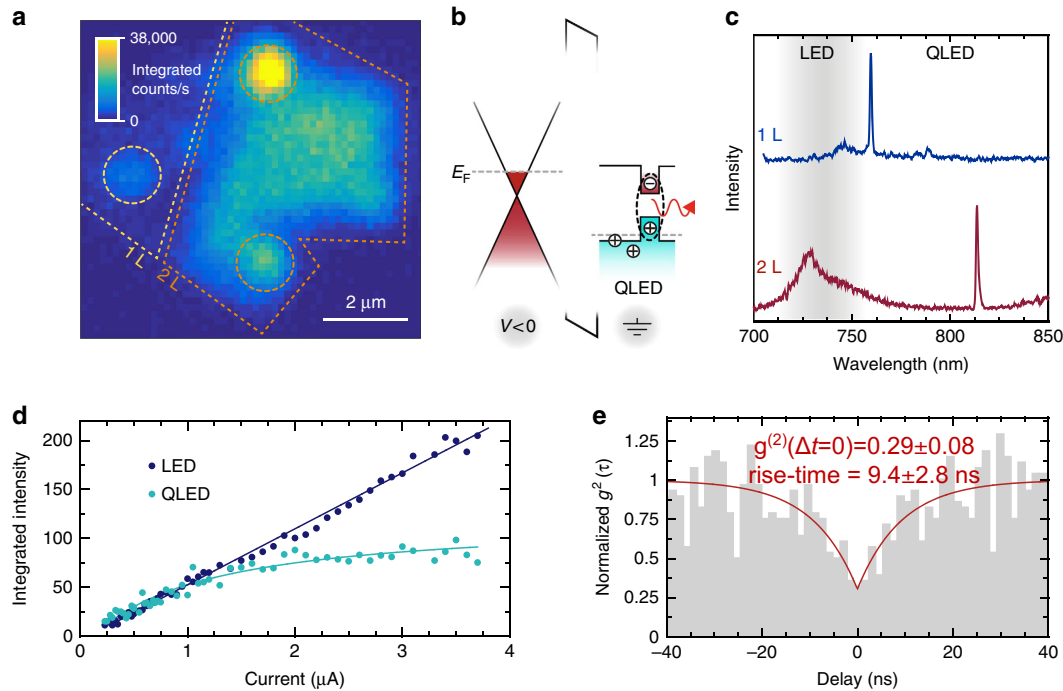 a
38,000
Integrated
counts/s
0
1 L
2 L
2 μm
b
E_F
− 
+
+
+
QLED
V<0
c
LED
QLED
1 L
2 L
Intensity
700
750
800
850
Wavelength (nm)
d
200
150
100
50
0
Integrated intensity
LED
QLED
0
1
2
3
4
Current (μA)
e
1.25
1
0.75
0.5
0.25
0
Normalized g² (τ)
g⁽²⁾(Δt=0)=0.29±0.08
rise-time = 9.4±2.8 ns
−40
−20
0
20
40
Delay (ns)